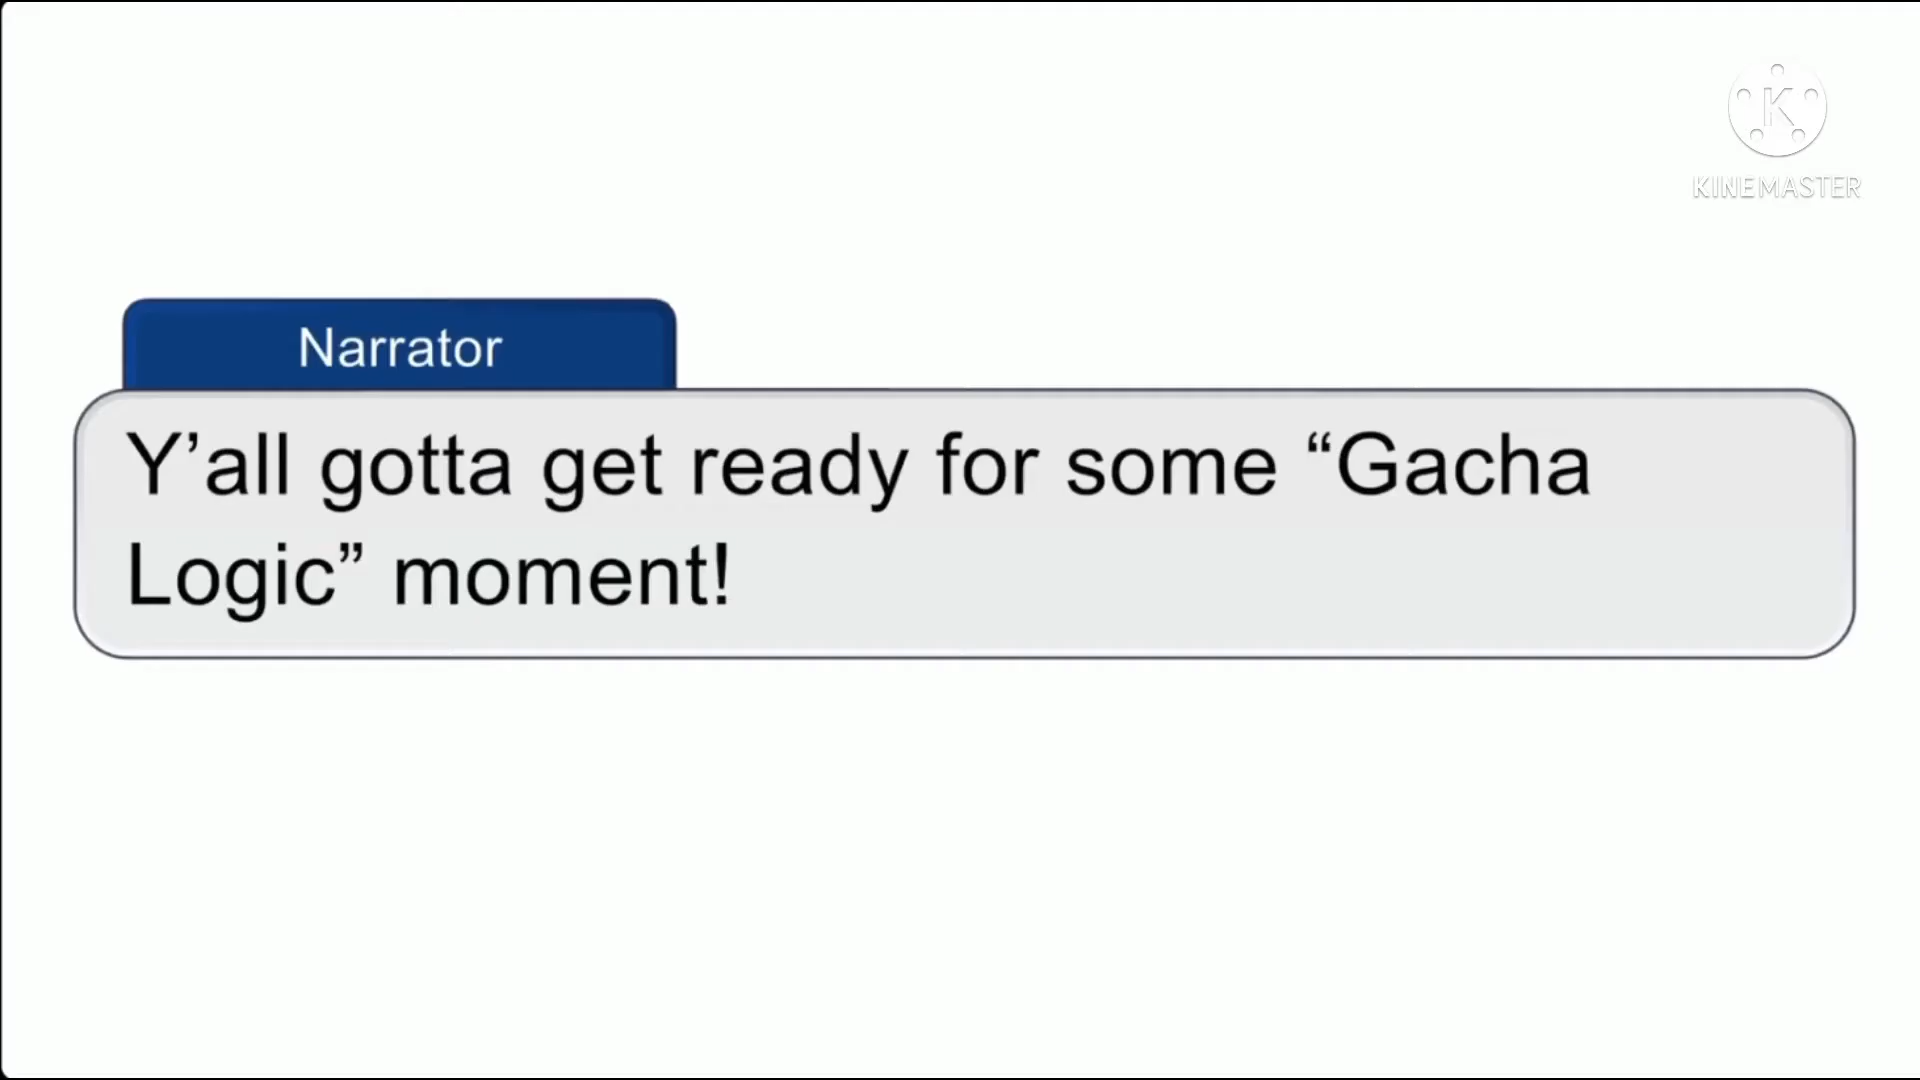 K
KINEMASTER
Narrator
Y’all gotta get ready for some “Gacha
Logic” moment!